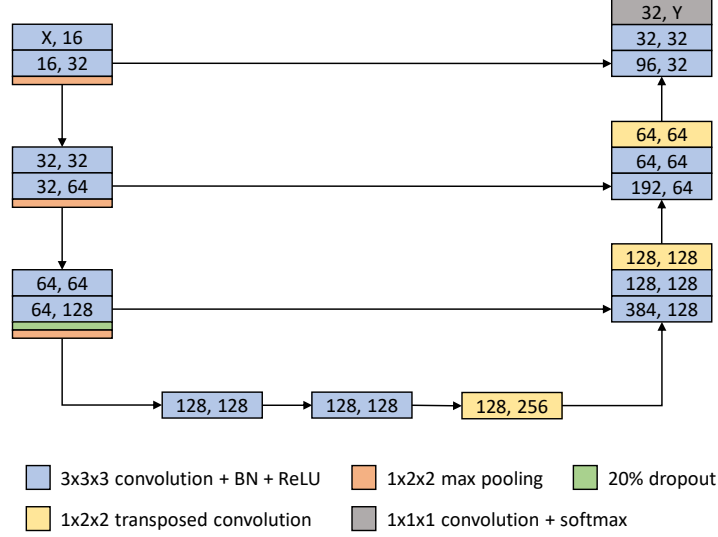 X, 16
16, 32
32, 32
32, 64
64, 64
64, 128
128, 128
128, 128
128, 256
32, Y
32, 32
96, 32
64, 64
64, 64
192, 64
128, 128
128, 128
384, 128
3x3x3 convolution + BN + ReLU
1x2x2 max pooling
20% dropout
1x2x2 transposed convolution
1x1x1 convolution + softmax